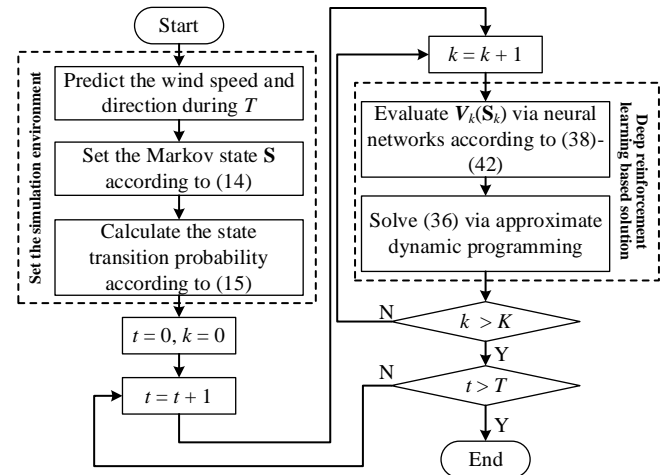 Start
Set the simulation environment
Predict the wind speed and
direction during T
Set the Markov state S
according to (14)
Calculate the state
transition probability
according to (15)
t = 0, k = 0
t = t + 1
k = k + 1
Evaluate Vk(Sk) via neural
networks according to (38)-
(42)
Solve (36) via approximate
dynamic programming
Deep reinforcement
learning based solution
N
k > K
Y
N
t > T
Y
End